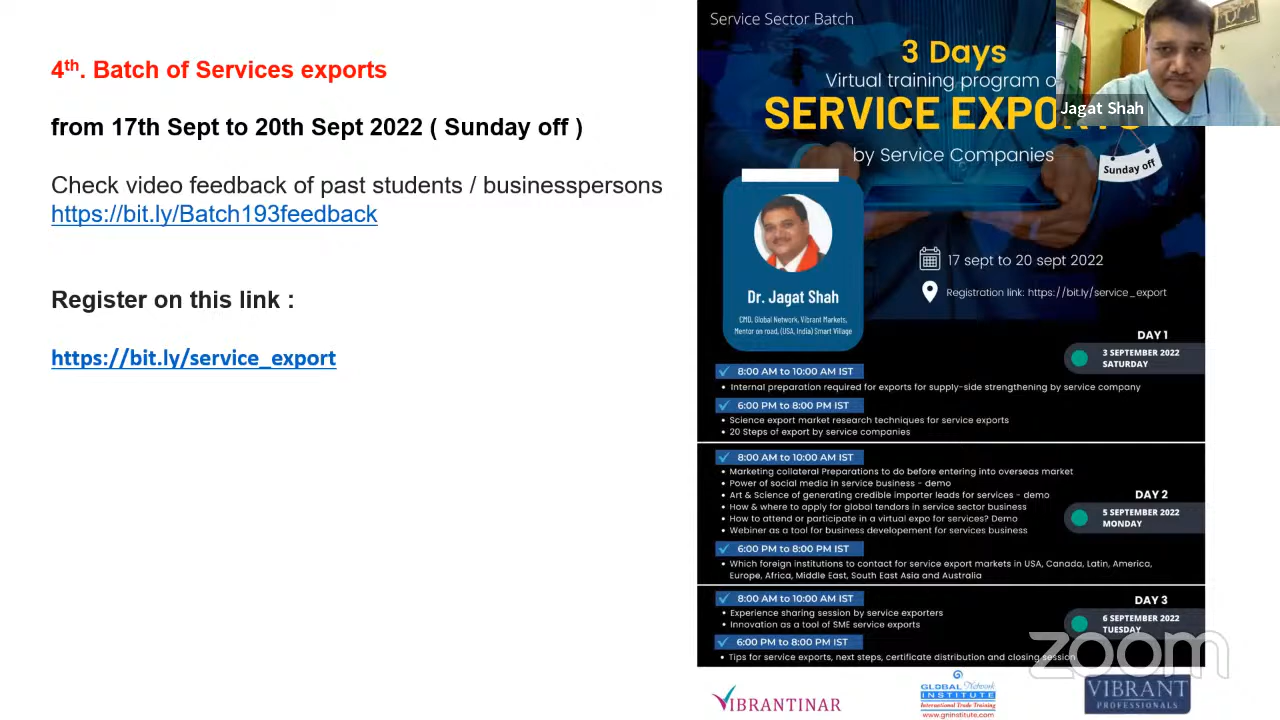 4th. Batch of Services exports
from 17th Sept to 20th Sept 2022 ( Sunday off )
Check video feedback of past students / businesspersons
https://bit.ly/Batch193feedback
Register on this link :
https://bit.ly/service_export
Service Sector Batch
3 Days
Virtual training program o
SERVICE EXPORTS
by Service Companies
Sunday off
Jagat Shah
Dr. Jagat Shah
CMD, Global Network, Vibrant Markets,
Mentor on road, (USA, India) Smart Village
17 sept to 20 sept 2022
Registration link: https://bit.ly/service_export
DAY 1
3 SEPTEMBER 2022
SATURDAY
8:00 AM to 10:00 AM IST
• Internal preparation required for exports for supply-side strengthening by service company
6:00 PM to 8:00 PM IST
• Science export market research techniques for service exports
• 20 Steps of export by service companies
8:00 AM to 10:00 AM IST
• Marketing collateral Preparations to do before entering into overseas market
• Power of social media in service business - demo
• Art & Science of generating credible importer leads for services - demo
• How & where to apply for global tendors in service sector business
• How to attend or participate in a virtual expo for services? Demo
• Webiner as a tool for business developement for services business
DAY 2
5 SEPTEMBER 2022
MONDAY
6:00 PM to 8:00 PM IST
• Which foreign institutions to contact for service export markets in USA, Canada, Latin, America,
Europe, Africa, Middle East, South East Asia and Australia
8:00 AM to 10:00 AM IST
• Experience sharing session by service exporters
• Innovation as a tool of SME service exports
DAY 3
6 SEPTEMBER 2022
TUESDAY
6:00 PM to 8:00 PM IST
• Tips for service exports, next steps, certificate distribution and closing session
zoom
VIBRANTINAR
GLOBAL Network
INSTITUTE
International Trade Training
www.gninstitute.com
VIBRANT
PROFESSIONALS